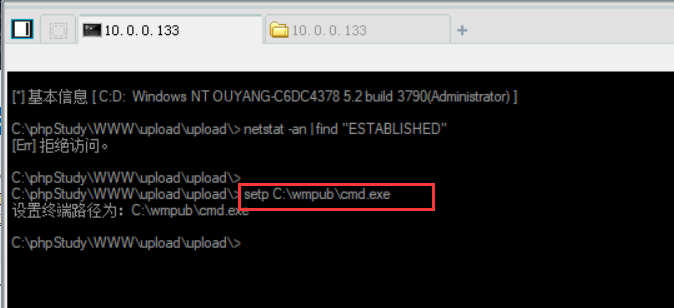 10.0.0.133
10.0.0.133
[*] 基本信息 [ C:D: Windows NT OUYANG-C6DC4378 5.2 build 3790(Administrator) ]
C:\phpStudy\WWW\upload\upload\> netstat -an | find "ESTABLISHED"
[Err] 拒绝访问。
C:\phpStudy\WWW\upload\upload\>
C:\phpStudy\WWW\upload\upload\> setp C:\wmpub\cmd.exe
设置终端路径为：C:\wmpub\cmd.exe
C:\phpStudy\WWW\upload\upload\>